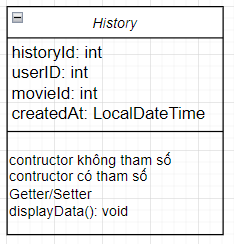 History
historyId: int
userID: int
movieId: int
createdAt: LocalDateTime
contructor không tham số
contructor có tham số
Getter/Setter
displayData(): void